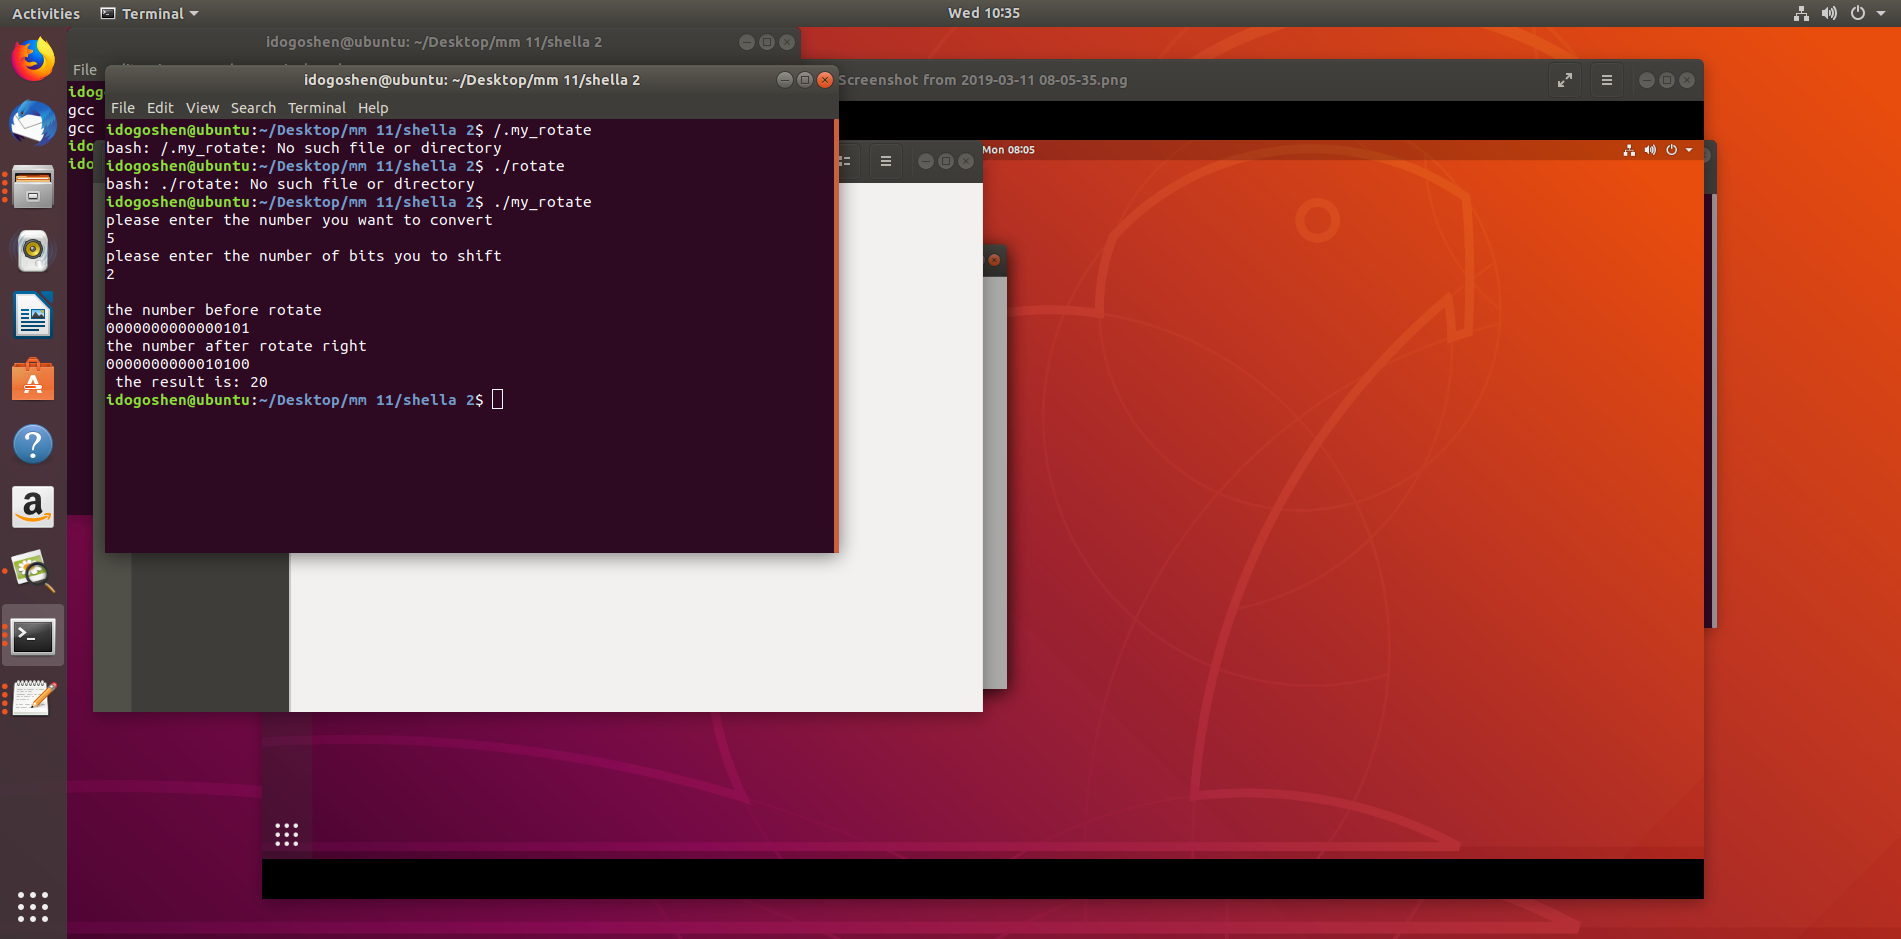 Activities Terminal Wed 10:35
idogoshen@ubuntu: ~/Desktop/mm 11/shella 2
File
idog
gcc
gcc
ido
ido
Screenshot from 2019-03-11 08-05-35.png
Mon 08:05
idogoshen@ubuntu: ~/Desktop/mm 11/shella 2
File Edit View Search Terminal Help
idogoshen@ubuntu:~/Desktop/mm 11/shella 2$ /.my_rotate
bash: /.my_rotate: No such file or directory
idogoshen@ubuntu:~/Desktop/mm 11/shella 2$ ./rotate
bash: ./rotate: No such file or directory
idogoshen@ubuntu:~/Desktop/mm 11/shella 2$ ./my_rotate
please enter the number you want to convert
5
please enter the number of bits you to shift
2
the number before rotate
0000000000000101
the number after rotate right
0000000000010100
the result is: 20
idogoshen@ubuntu:~/Desktop/mm 11/shella 2$